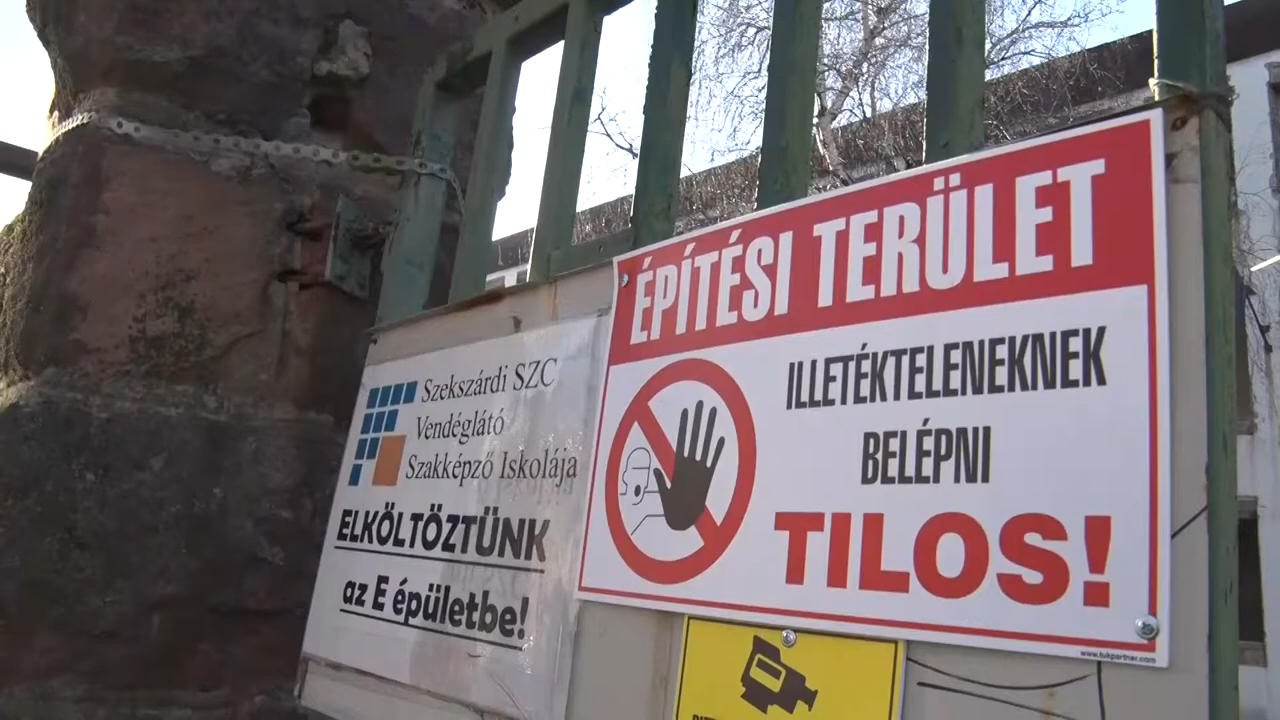 Szekszárdi SZC
Vendéglátó
Szakképző Iskolája
ELKÖLTÖZTÜNK
az E épületbe!
ÉPÍTÉSI TERÜLET
ILLETÉKTELENEKNEK
BELÉPNI
TILOS!
www.tukpartner.com